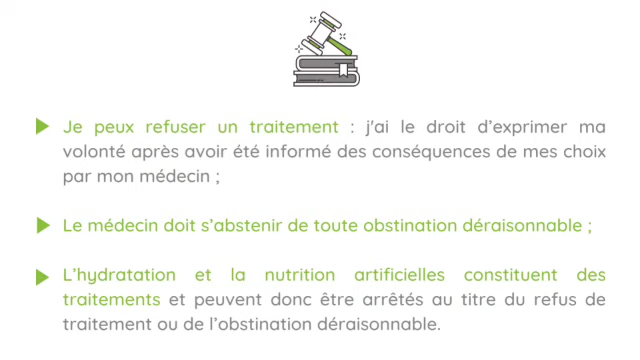 Je peux refuser un traitement : j'ai le droit d’exprimer ma
volonté après avoir été informé des conséquences de mes choix
par mon médecin ;
Le médecin doit s’abstenir de toute obstination déraisonnable ;
L’hydratation et la nutrition artificielles constituent des
traitements et peuvent donc être arrêtés au titre du refus de
traitement ou de l’obstination déraisonnable.